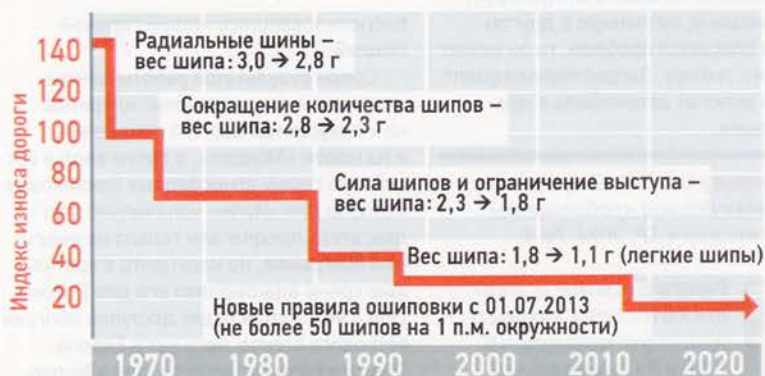 Индекс износа дороги
140
120
100
80
60
40
20
Радиальные шины –
вес шипа: 3,0 → 2,8 г
Сокращение количества шипов –
вес шипа: 2,8 → 2,3 г
Сила шипов и ограничение выступа –
вес шипа: 2,3 → 1,8 г
Вес шипа: 1,8 → 1,1 г (легкие шипы)
Новые правила ошиповки с 01.07.2013
(не более 50 шипов на 1 п.м. окружности)
1970 1980 1990 2000 2010 2020